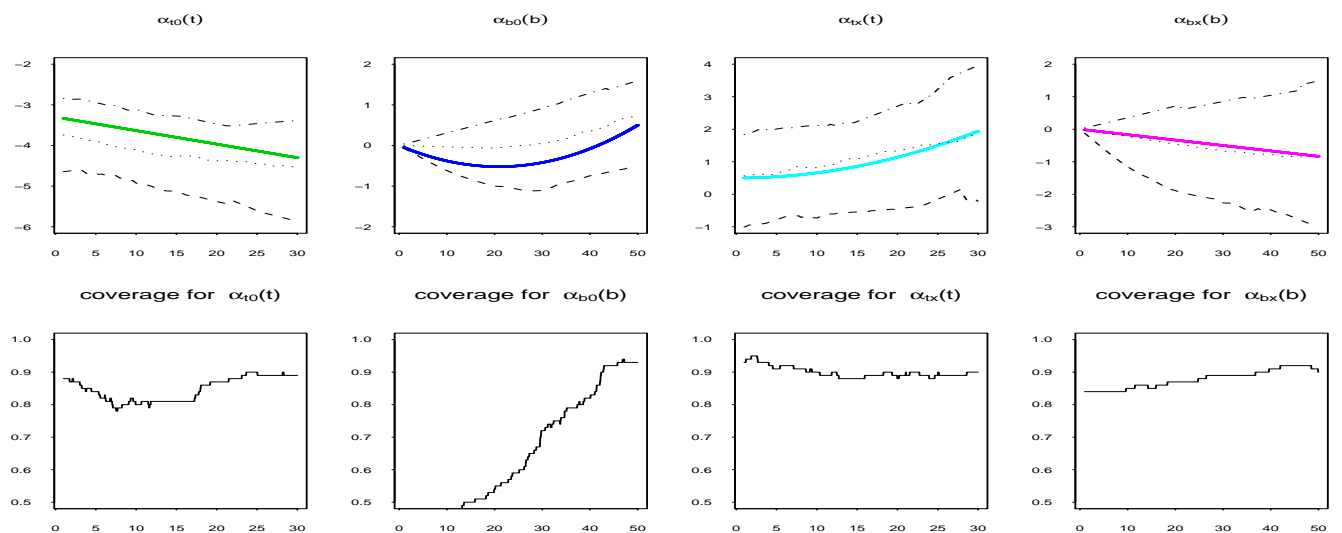 α_t0(t) α_b0(b) α_tx(t) α_bx(b)
−2 −3 −4 −5 −6
0 5 10 15 20 25 30
2 1 0 −1 −2
0 10 20 30 40 50
4 3 2 1 0 −1
0 5 10 15 20 25 30
2 1 0 −1 −2 −3
0 10 20 30 40 50
coverage for α_t0(t) coverage for α_b0(b) coverage for α_tx(t) coverage for α_bx(b)
1.0 0.9 0.8 0.7 0.6 0.5
0 5 10 15 20 25 30
1.0 0.9 0.8 0.7 0.6 0.5
0 10 20 30 40 50
1.0 0.9 0.8 0.7 0.6 0.5
0 5 10 15 20 25 30
1.0 0.9 0.8 0.7 0.6 0.5
0 10 20 30 40 50